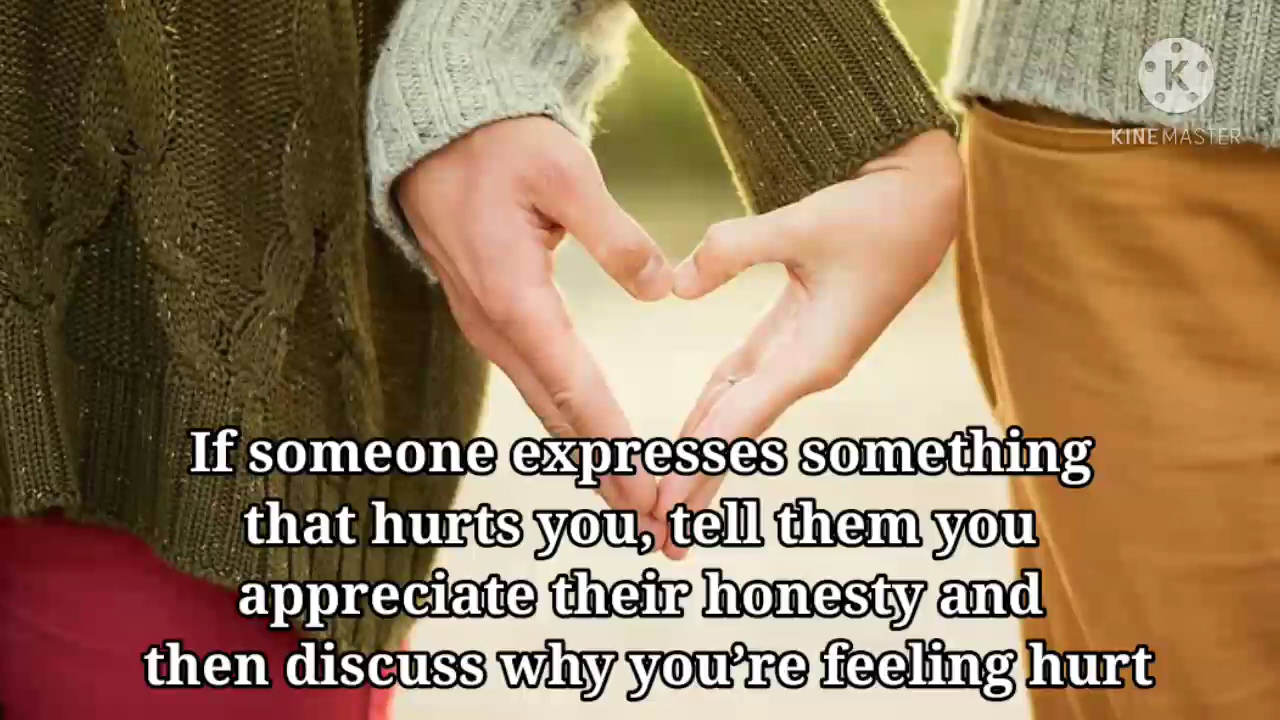 K
KINEMASTER
If someone expresses something
that hurts you, tell them you
appreciate their honesty and
then discuss why you’re feeling hurt